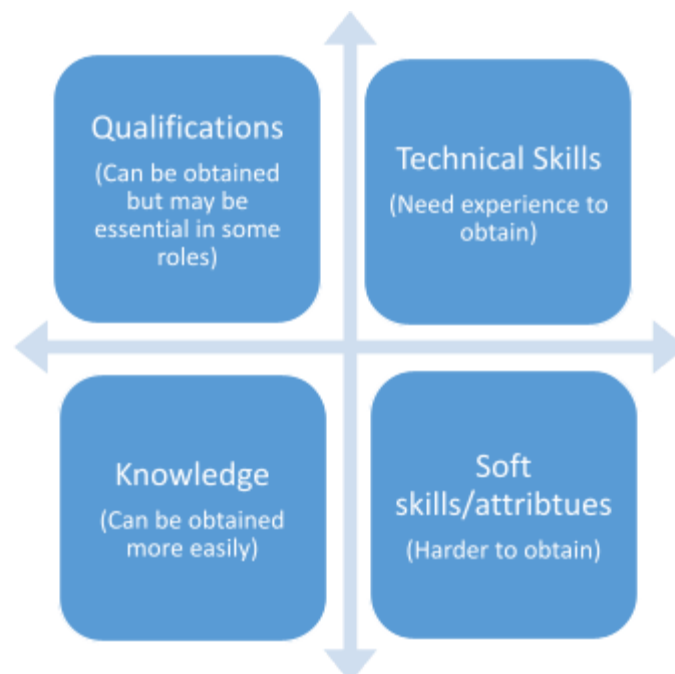 Qualifications
(Can be obtained
but may be
essential in some
roles)
Technical Skills
(Need experience to
obtain)
Knowledge
(Can be obtained
more easily)
Soft
skills/attribtues
(Harder to obtain)